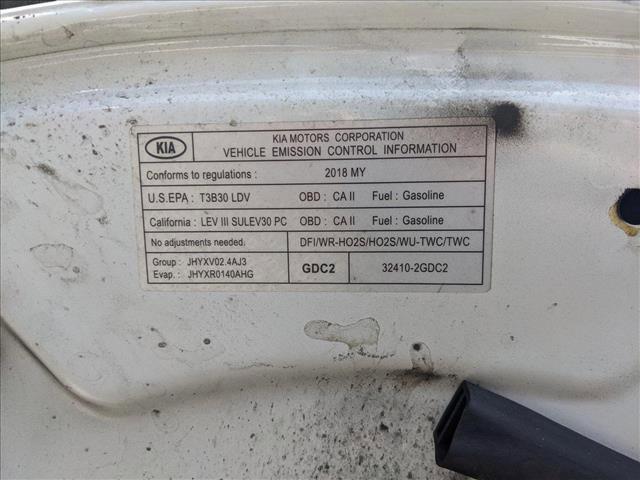 KIA
KIA MOTORS CORPORATION
VEHICLE EMISSION CONTROL INFORMATION
Conforms to regulations : 2018 MY
U.S.EPA : T3B30 LDV OBD : CA II Fuel : Gasoline
California : LEV III SULEV30 PC OBD : CA II Fuel : Gasoline
No adjustments needed. DFI/WR-HO2S/HO2S/WU-TWC/TWC
Group : JHYXV02.4AJ3
Evap. : JHYXR0140AHG
GDC2 32410-2GDC2